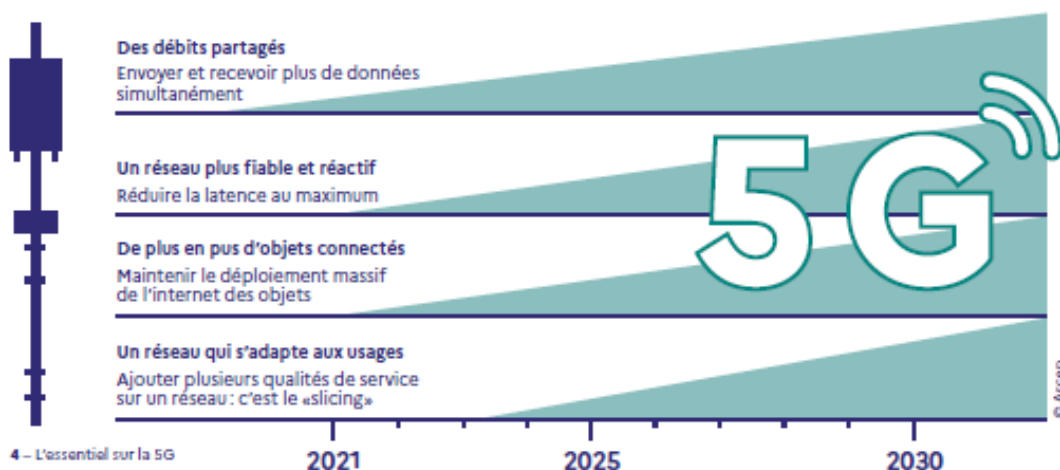 Des débits partagés
Envoyer et recevoir plus de données
simultanément
Un réseau plus fiable et réactif
Réduire la latence au maximum
De plus en pus d'objets connectés
Maintenir le déploiement massif
de l'internet des objets
Un réseau qui s'adapte aux usages
Ajouter plusieurs qualités de service
sur un réseau : c'est le «slicing»
5G
© Arcep
4 – L'essentiel sur la 5G
2021 2025 2030